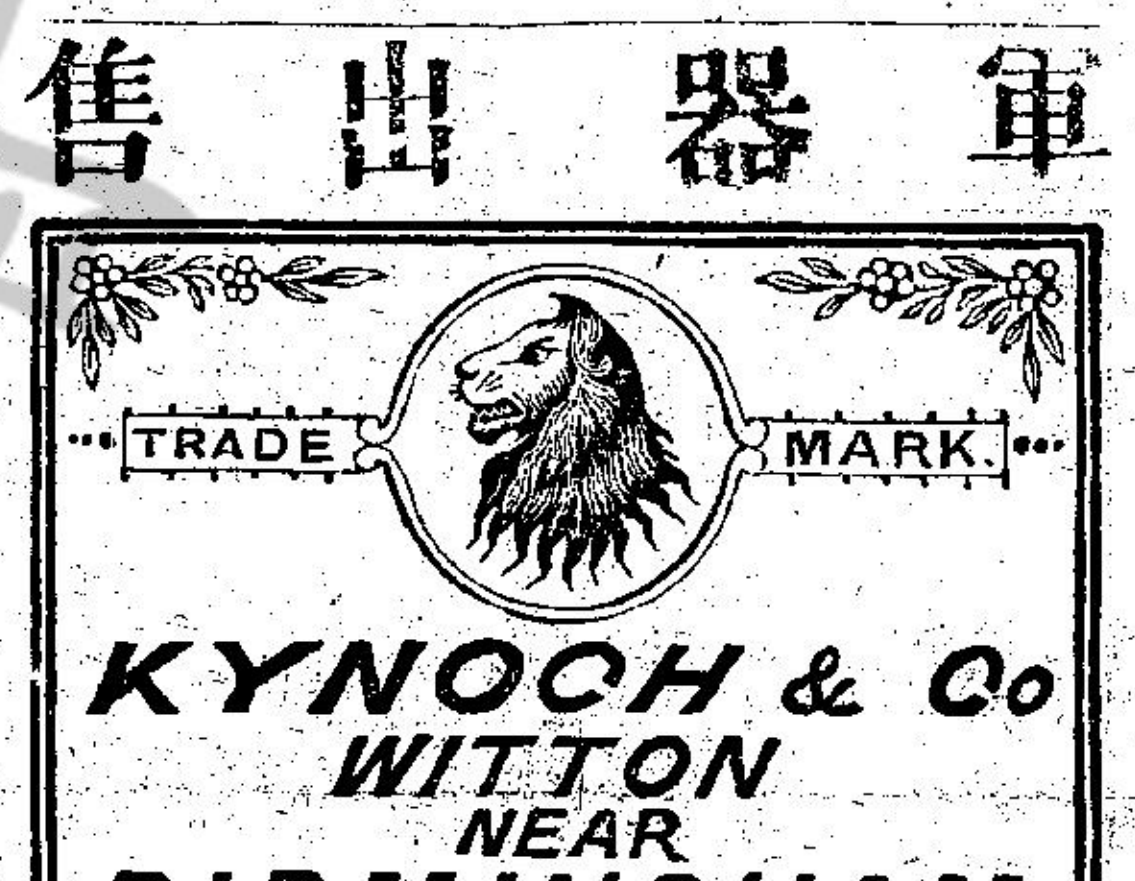 軍器出售
TRADE MARK.
KYNOCH & Co
WITTON
NEAR